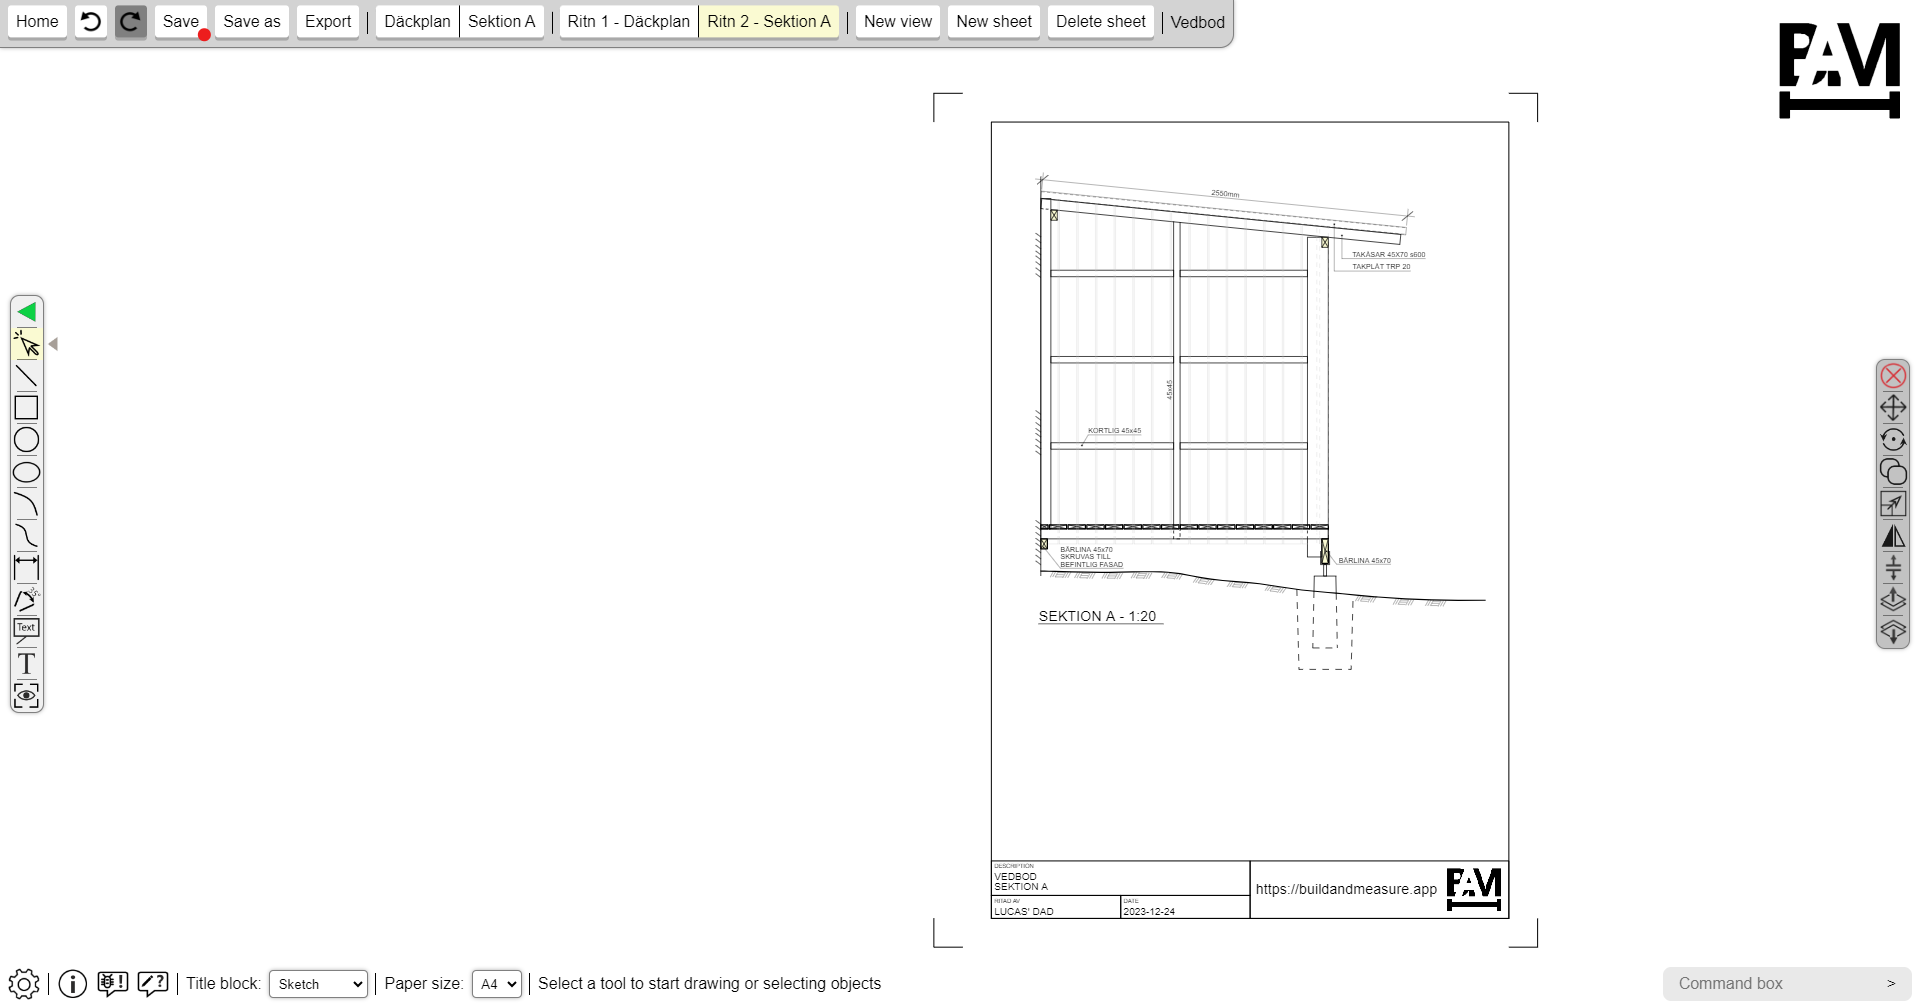 Home Save Save as Export Däckplan Sektion A Ritn 1 - Däckplan Ritn 2 - Sektion A New view New sheet Delete sheet Vedbod
BAM
2550mm
TAKÅSAR 45X70 s600
TAKPLÅT TRP 20
45x45
KORTLIG 45x45
BÄRLINA 45x70
SKRUVAS TILL
BEFINTLIG FASAD
BÄRLINA 45x70
SEKTION A - 1:20
35°
Text
T
DESCRIPTION
VEDBOD
SEKTION A
RITAD AV
LUCAS' DAD
DATE
2023-12-24
https://buildandmeasure.app
BAM
Title block: Sketch Paper size: A4 Select a tool to start drawing or selecting objects
Command box >